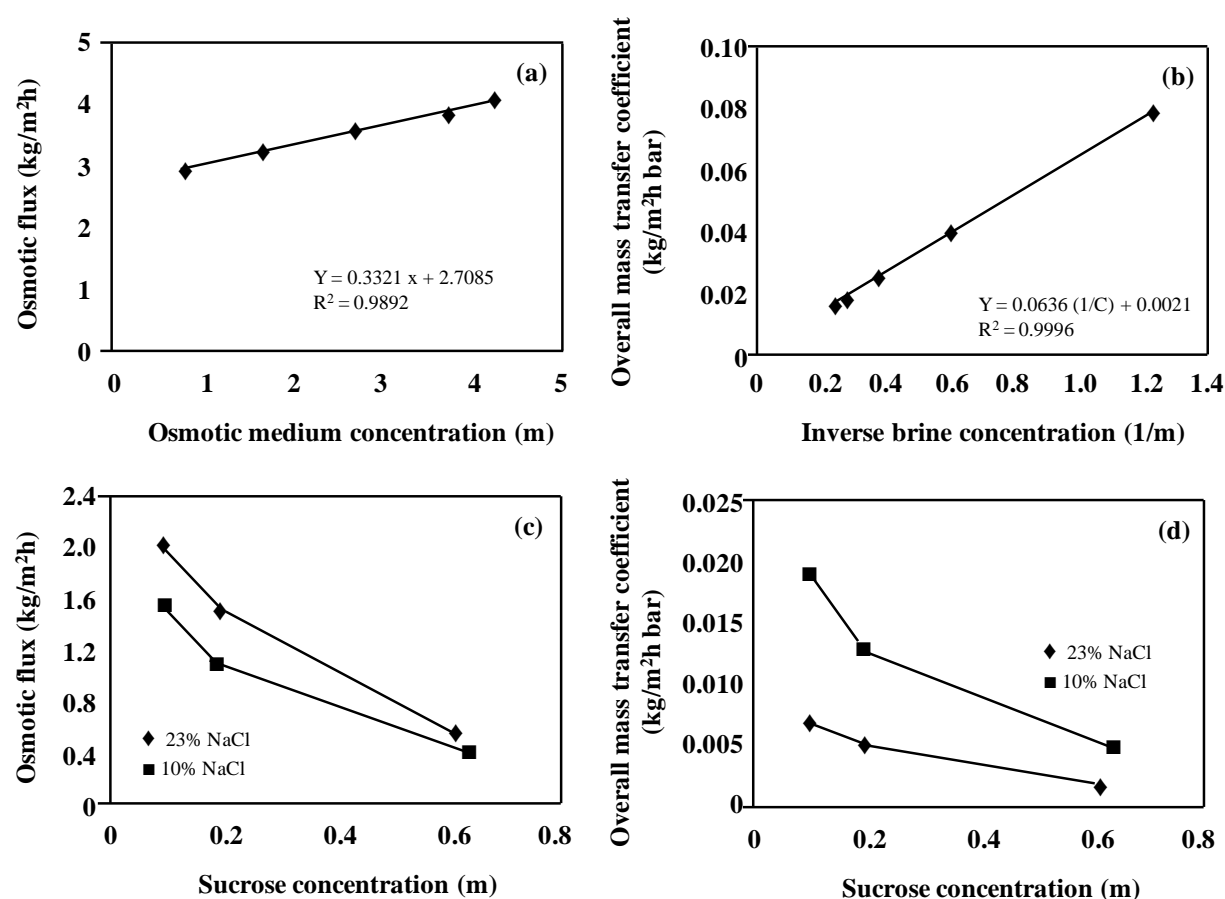 5
4
3
2
1
0
Osmotic flux (kg/m²h)
(a)
Y = 0.3321 x + 2.7085
R² = 0.9892
0 1 2 3 4 5
Osmotic medium concentration (m)
0.10
0.08
0.06
0.04
0.02
0
Overall mass transfer coefficient
(kg/m²h bar)
(b)
Y = 0.0636 (1/C) + 0.0021
R² = 0.9996
0 0.2 0.4 0.6 0.8 1.0 1.2 1.4
Inverse brine concentration (1/m)
2.4
2.0
1.6
1.2
0.8
0.4
0
Osmotic flux (kg/m²h)
(c)
23% NaCl
10% NaCl
0 0.2 0.4 0.6 0.8
Sucrose concentration (m)
0.025
0.020
0.015
0.010
0.005
0
Overall mass transfer coefficient
(kg/m²h bar)
(d)
23% NaCl
10% NaCl
0 0.2 0.4 0.6 0.8
Sucrose concentration (m)